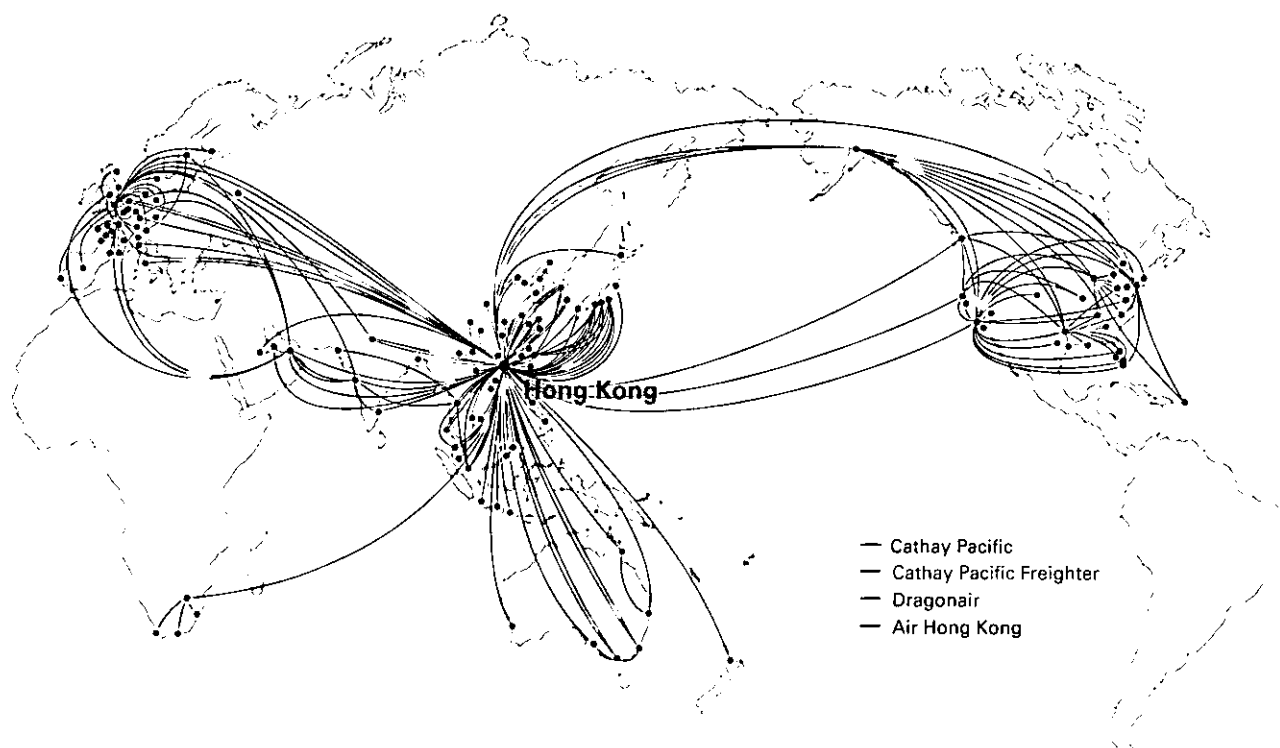 Hong Kong
Cathay Pacific
Cathay Pacific Freighter
Dragonair
Air Hong Kong